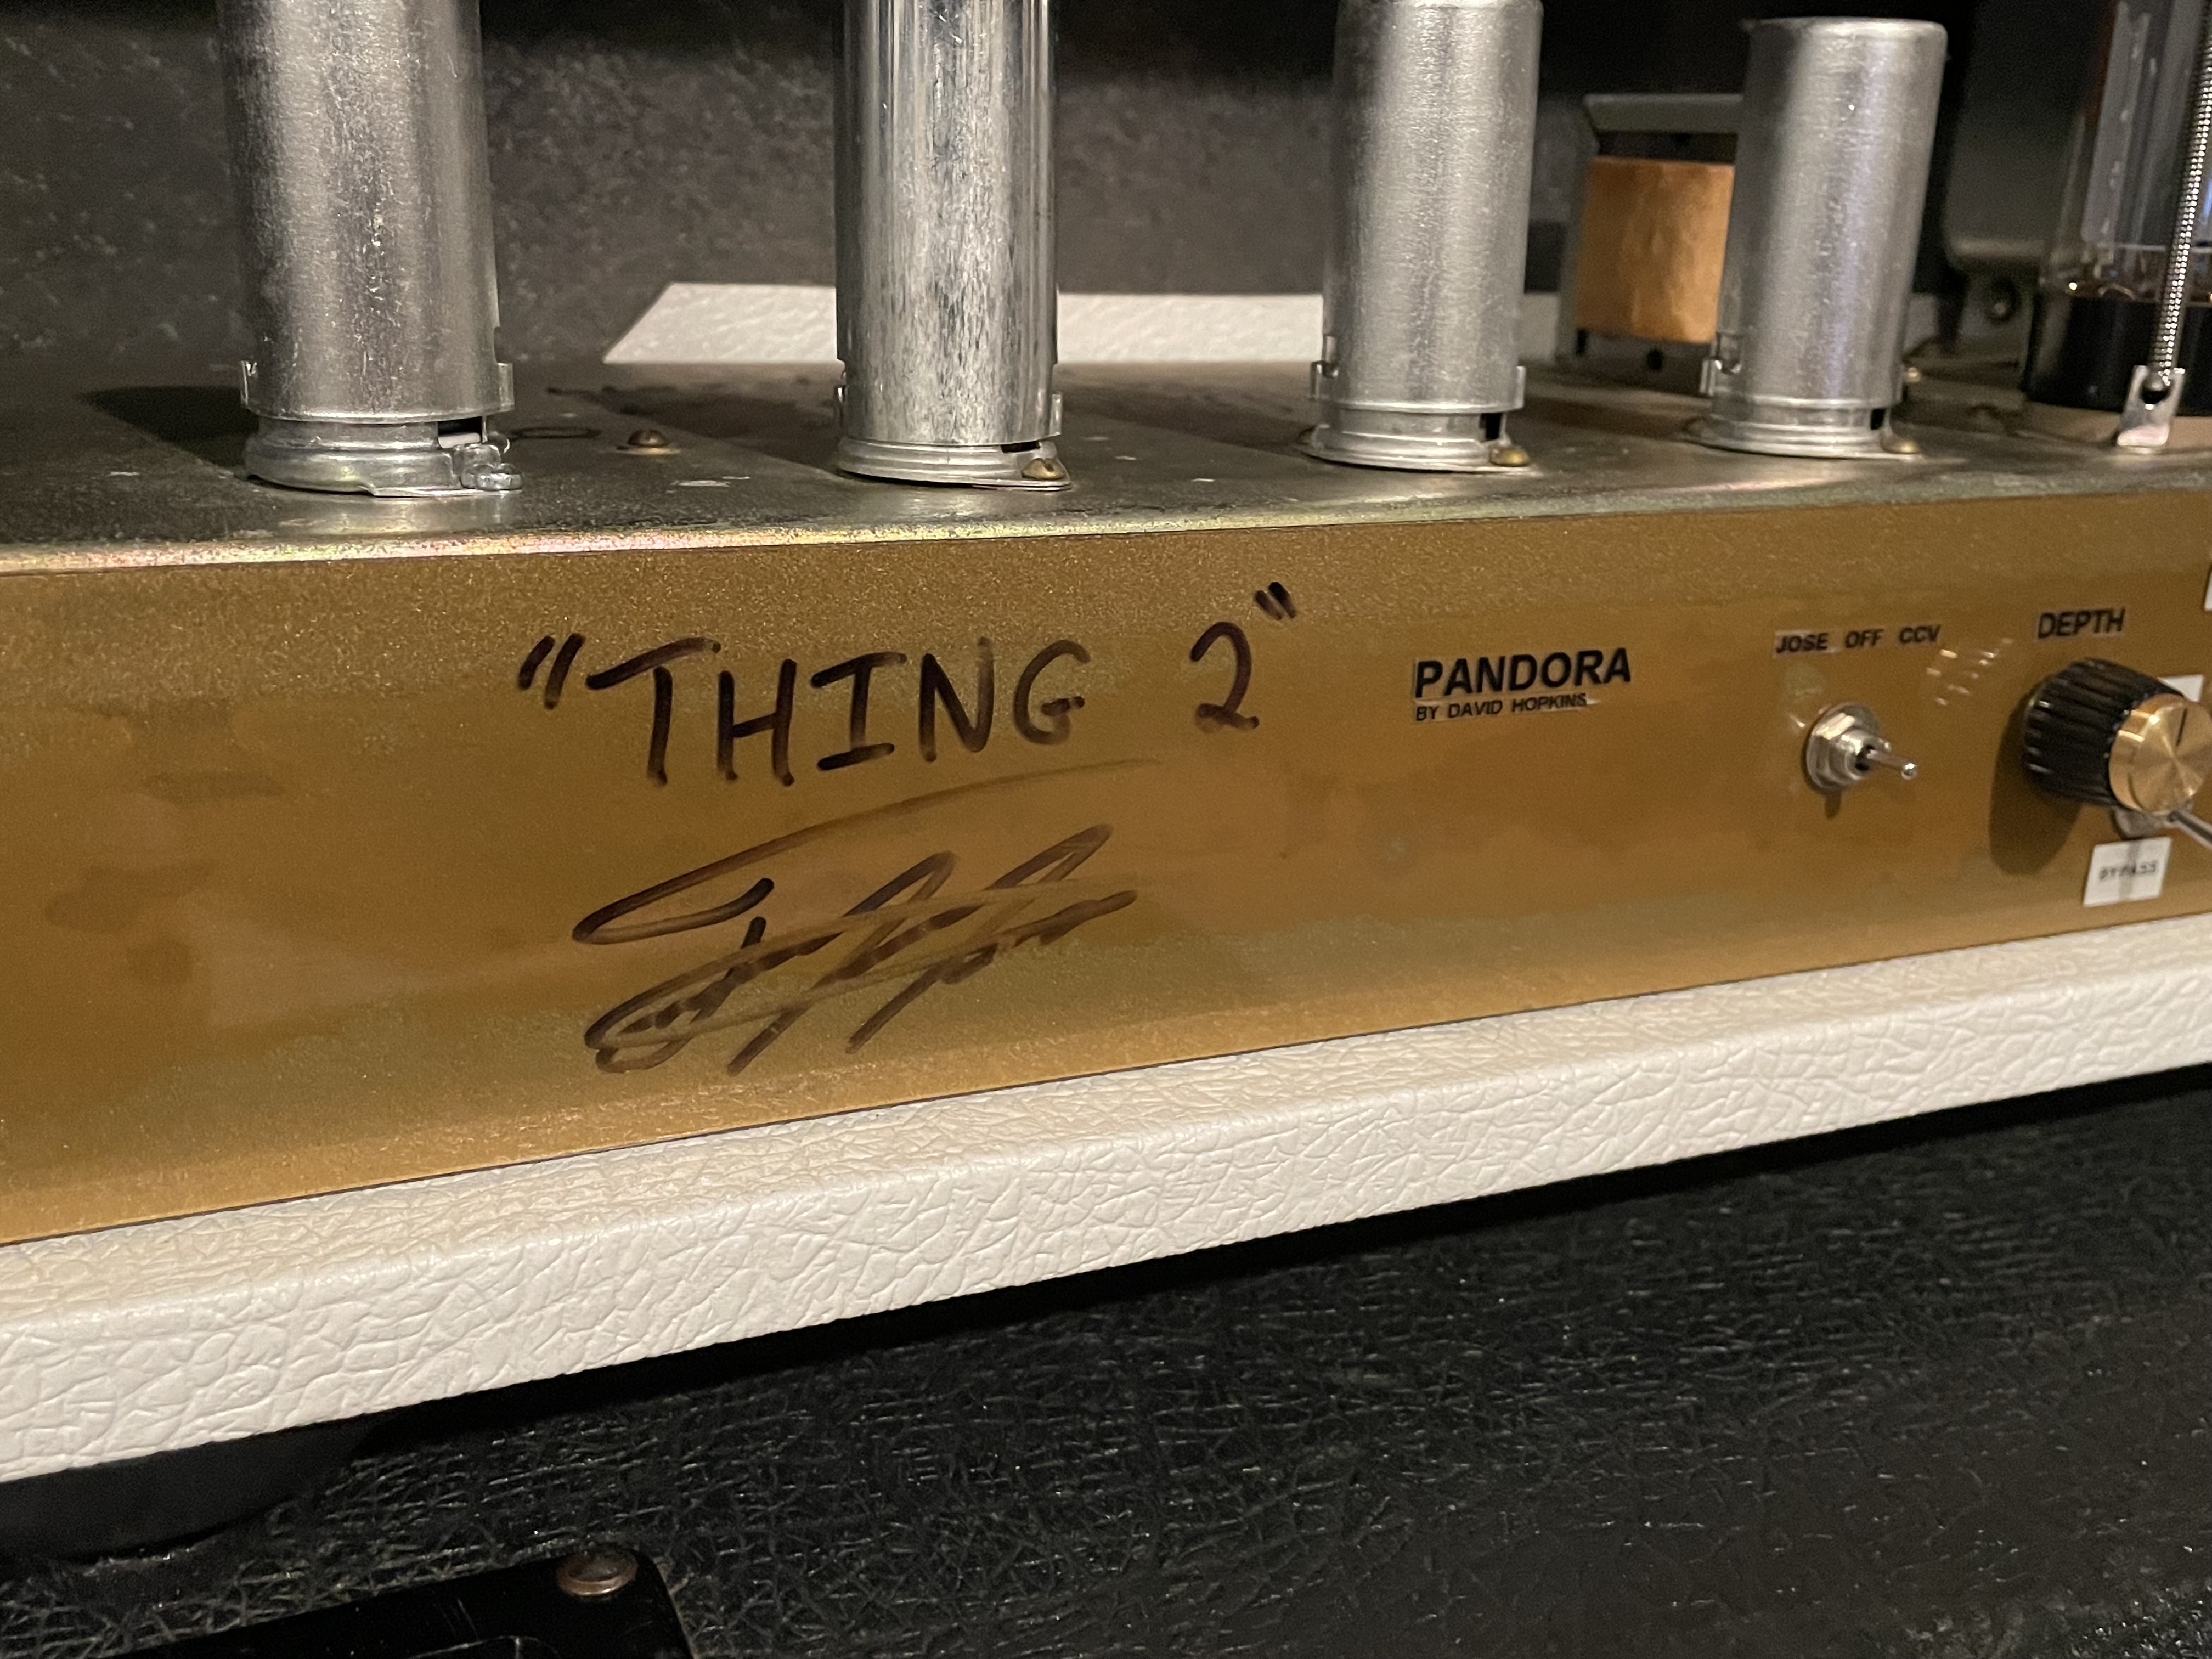 "THING 2"
PANDORA
BY DAVID HOPKINS
JOSE OFF CCV
DEPTH
BYPASS